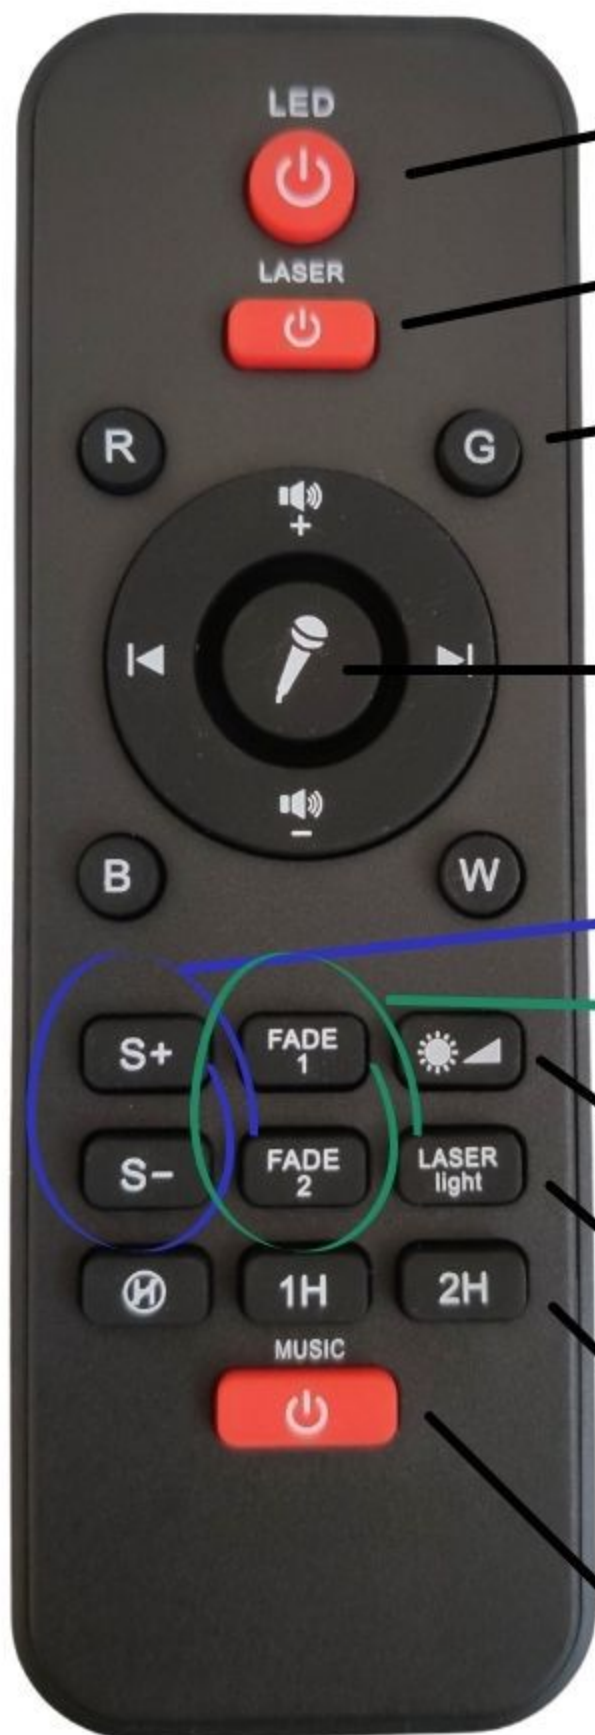 LED
LASER
R
G
+
-
B
W
S+
FADE
1
S-
FADE
2
LASER
light
H
1H
2H
MUSIC